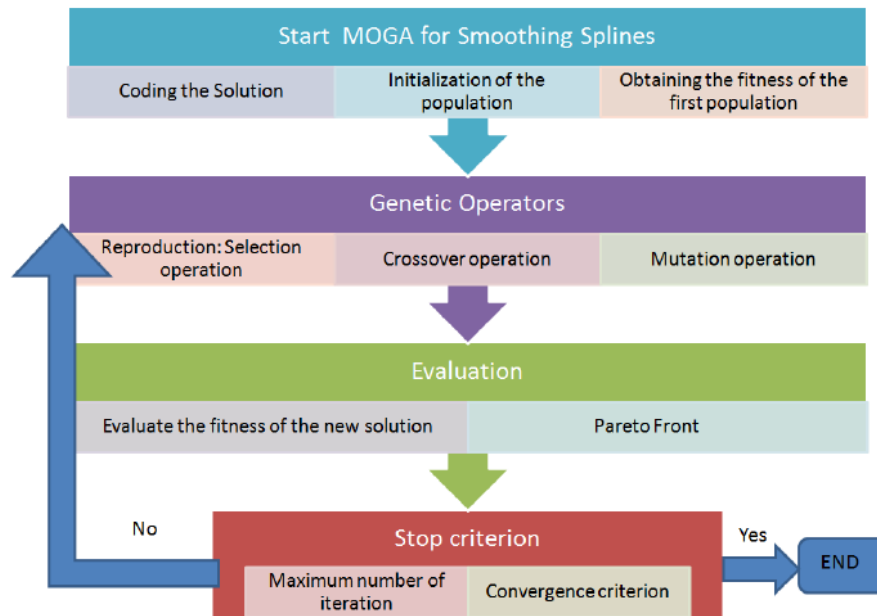 Start MOGA for Smoothing Splines
Coding the Solution
Initialization of the
population
Obtaining the fitness of the
first population
Genetic Operators
Reproduction: Selection
operation
Crossover operation
Mutation operation
Evaluation
Evaluate the fitness of the new solution
Pareto Front
No
Stop criterion
Yes
END
Maximum number of
iteration
Convergence criterion